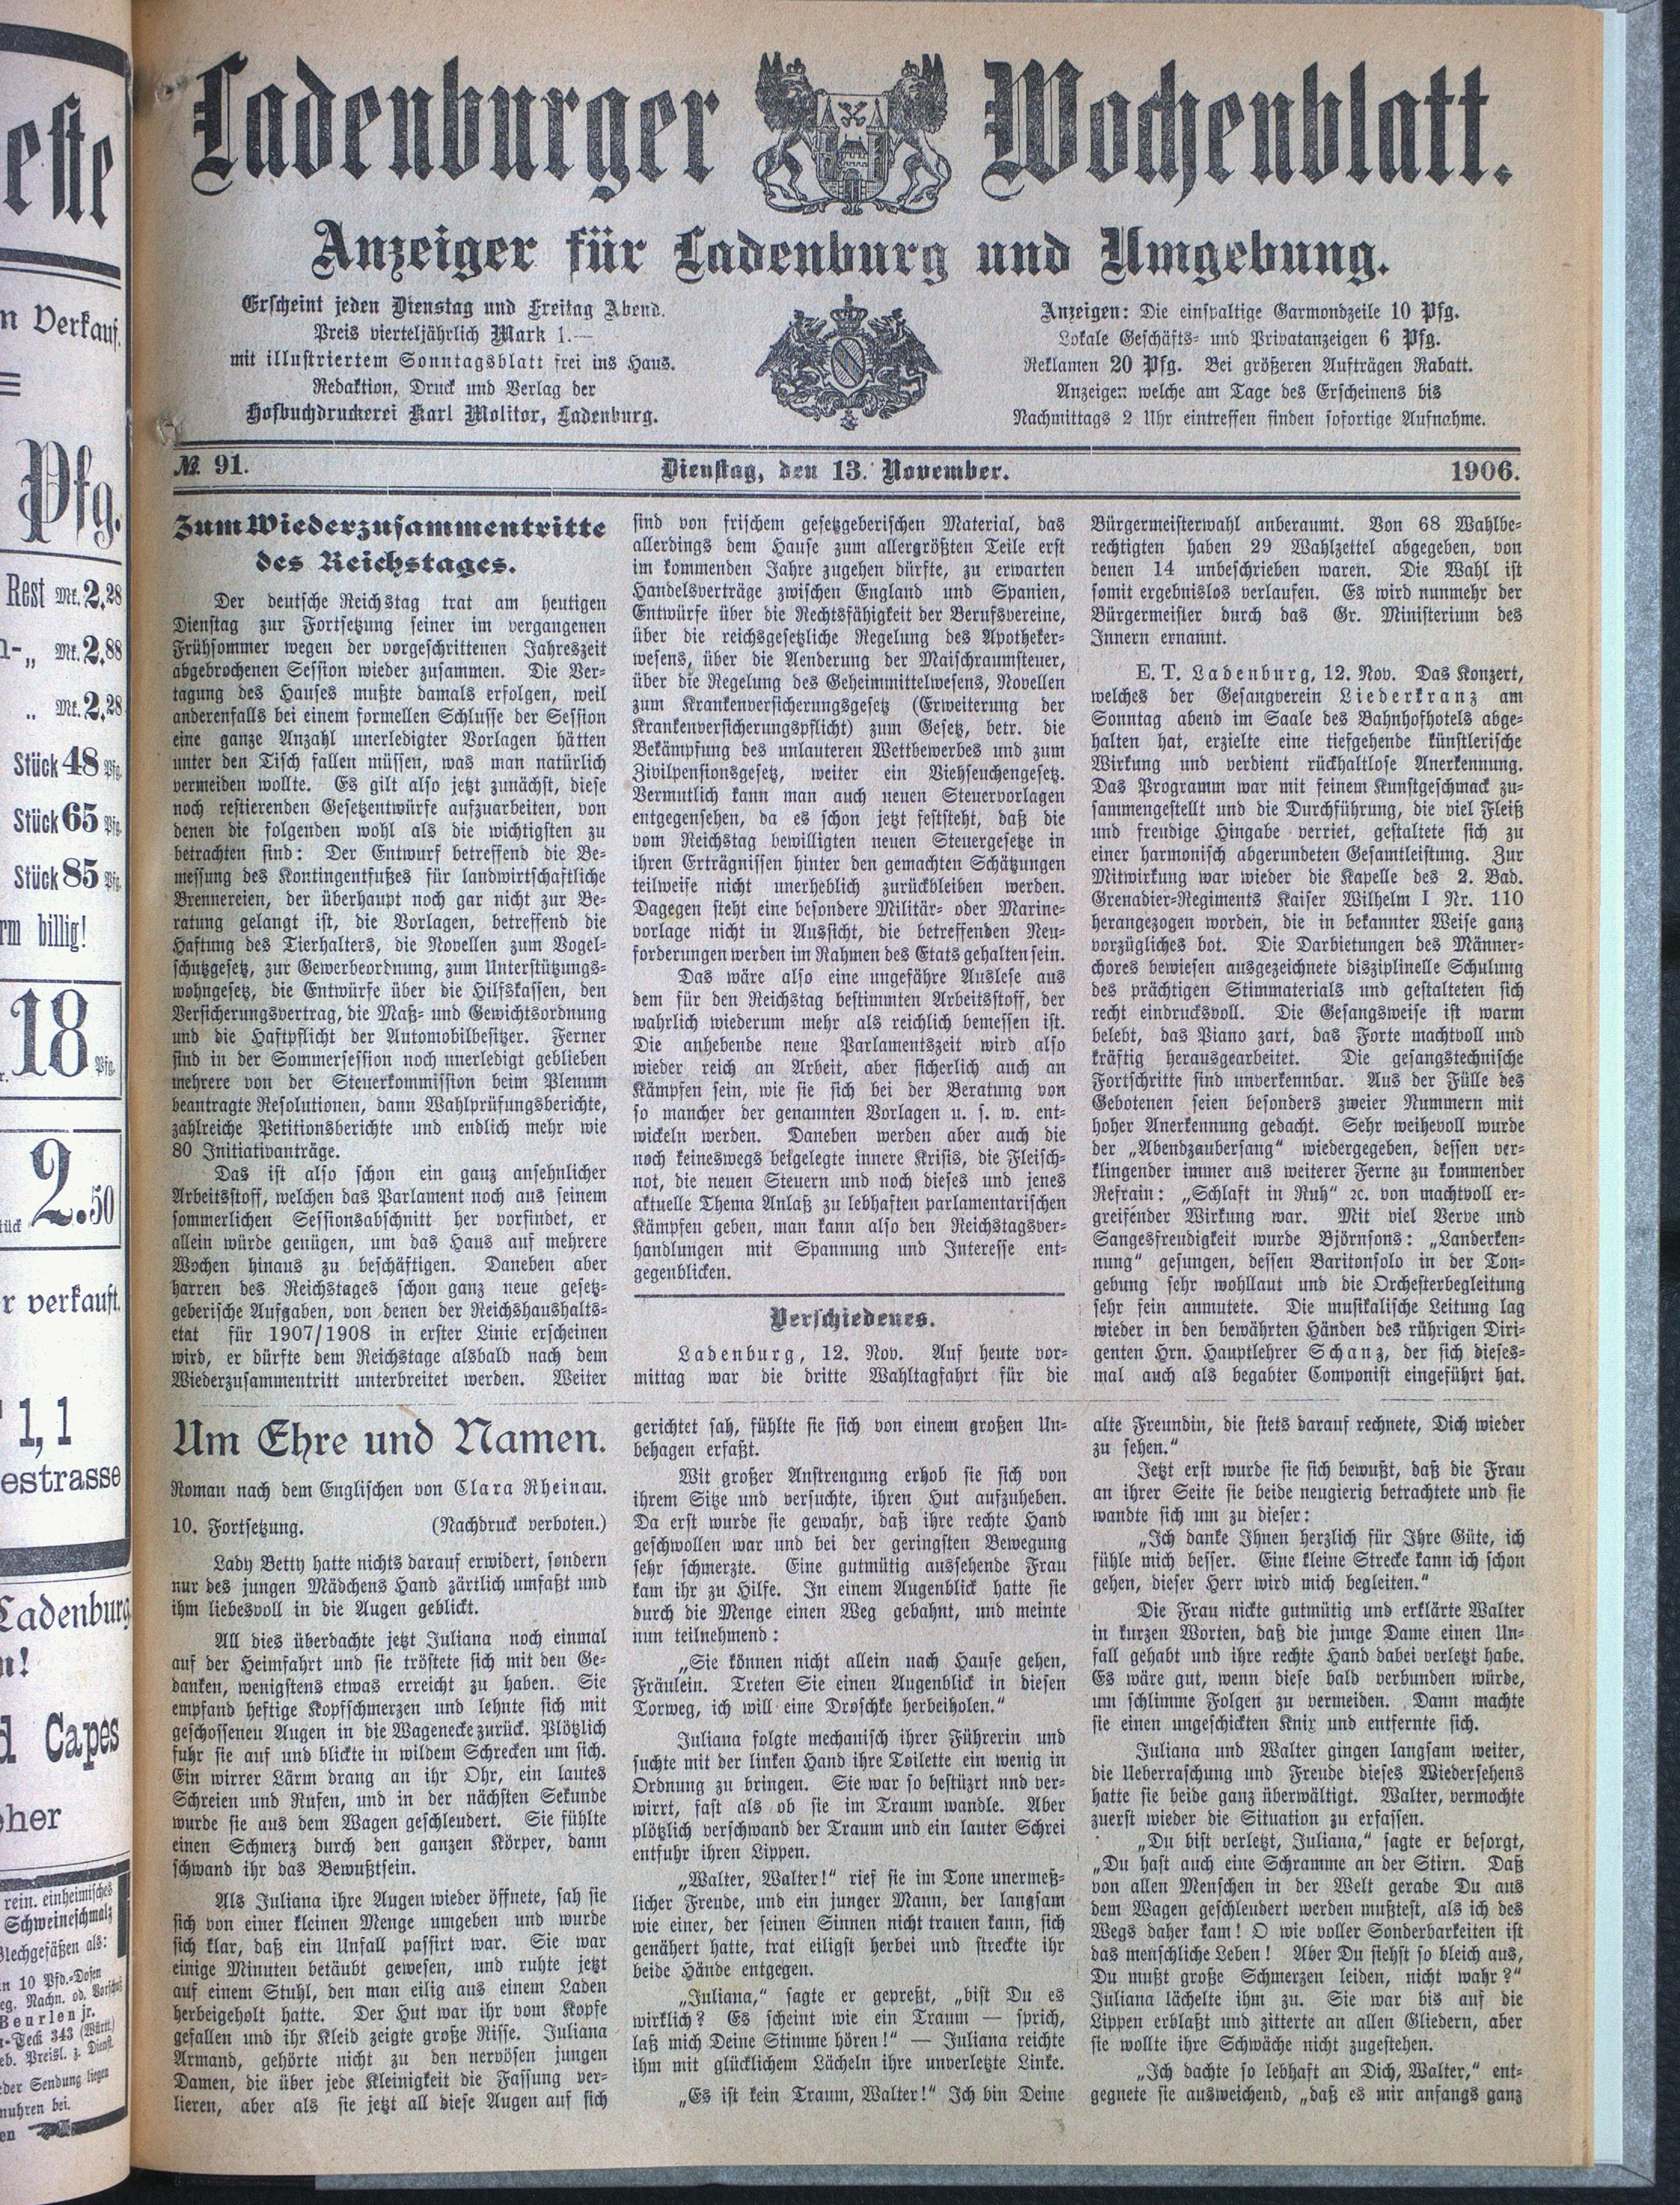 Ladenburger Wochenblatt.
Anzeiger für Ladenburg und Umgebung.
Erscheint jeden Dienstag und Freitag Abend.
Preis vierteljährlich Mark 1.—
mit illustriertem Sonntagsblatt frei ins Haus.
Redaktion, Druck und Verlag der
Hofbuchdruckerei Karl Molitor, Ladenburg.
Anzeigen: Die einspaltige Garmondzeile 10 Pfg.
Lokale Geschäfts- und Privatanzeigen 6 Pfg.
Reklamen 20 Pfg. Bei größeren Aufträgen Rabatt.
Anzeigen welche am Tage des Erscheinens bis
Nachmittags 2 Uhr eintreffen finden sofortige Aufnahme.
№ 91.
Dienstag, den 13. November.
1906.
Zum Wiederzusammentritte
des Reichstages.
Der deutsche Reichstag trat am heutigen
Dienstag zur Fortsetzung seiner im vergangenen
Frühsommer wegen der vorgeschrittenen Jahreszeit
abgebrochenen Session wieder zusammen. Die Ver-
tagung des Hauses mußte damals erfolgen, weil
anderenfalls bei einem formellen Schlusse der Session
eine ganze Anzahl unerledigter Vorlagen hätten
unter den Tisch fallen müssen, was man natürlich
vermeiden wollte. Es gilt also jetzt zunächst, diese
noch restierenden Gesetzentwürfe aufzuarbeiten, von
denen die folgenden wohl als die wichtigsten zu
betrachten sind: Der Entwurf betreffend die Be-
messung des Kontingentfußes für landwirtschaftliche
Brennereien, der überhaupt noch gar nicht zur Be-
ratung gelangt ist, die Vorlagen, betreffend die
Haftung des Tierhalters, die Novellen zum Vogel-
schutzgesetz, zur Gewerbeordnung, zum Unterstützungs-
wohngesetz, die Entwürfe über die Hilfskassen, den
Versicherungsvertrag, die Maß- und Gewichtsordnung
und die Haftpflicht der Automobilbesitzer. Ferner
sind in der Sommersession noch unerledigt geblieben
mehrere von der Steuerkommission beim Plenum
beantragte Resolutionen, dann Wahlprüfungsberichte,
zahlreiche Petitionsberichte und endlich mehr wie
80 Initiativanträge.
Das ist also schon ein ganz ansehnlicher
Arbeitsstoff, welchen das Parlament noch aus seinem
sommerlichen Sessionsabschnitt her vorfindet, er
allein würde genügen, um das Haus auf mehrere
Wochen hinaus zu beschäftigen. Daneben aber
harren des Reichstages schon ganz neue gesetz-
geberische Aufgaben, von denen der Reichshaushalts-
etat für 1907/1908 in erster Linie erscheinen
wird, er dürfte dem Reichstage alsbald nach dem
Wiederzusammentritt unterbreitet werden. Weiter
sind von frischem gesetzgeberischen Material, das
allerdings dem Hause zum allergrößten Teile erst
im kommenden Jahre zugehen dürfte, zu erwarten
Handelsverträge zwischen England und Spanien,
Entwürfe über die Rechtsfähigkeit der Berufsvereine,
über die reichsgesetzliche Regelung des Apotheker-
wesens, über die Aenderung der Maischraumsteuer,
über die Regelung des Geheimmittelwesens, Novellen
zum Krankenversicherungsgesetz (Erweiterung der
Krankenversicherungspflicht) zum Gesetz, betr. die
Bekämpfung des unlauteren Wettbewerbes und zum
Zivilpensionsgesetz, weiter ein Viehseuchengesetz.
Vermutlich kann man auch neuen Steuervorlagen
entgegensehen, da es schon jetzt feststeht, daß die
vom Reichstag bewilligten neuen Steuergesetze in
ihren Erträgnissen hinter den gemachten Schätzungen
teilweise nicht unerheblich zurückbleiben werden.
Dagegen steht eine besondere Militär- oder Marine-
vorlage nicht in Aussicht, die betreffenden Neu-
forderungen werden im Rahmen des Etats gehalten sein.
Das wäre also eine ungefähre Auslese aus
dem für den Reichstag bestimmten Arbeitsstoff, der
wahrlich wiederum mehr als reichlich bemessen ist.
Die anhebende neue Parlamentszeit wird also
wieder reich an Arbeit, aber sicherlich auch an
Kämpfen sein, wie sie sich bei der Beratung von
so mancher der genannten Vorlagen u. s. w. ent-
wickeln werden. Daneben werden aber auch die
noch keineswegs beigelegte innere Krisis, die Fleisch-
not, die neuen Steuern und noch dieses und jenes
aktuelle Thema Anlaß zu lebhaften parlamentarischen
Kämpfen geben, man kann also den Reichstagsver-
handlungen mit Spannung und Interesse ent-
gegenblicken.
Verschiedenes.
Ladenburg, 12. Nov. Auf heute vor-
mittag war die dritte Wahltagfahrt für die
Bürgermeisterwahl anberaumt. Von 68 Wahlbe-
rechtigten haben 29 Wahlzettel abgegeben, von
denen 14 unbeschrieben waren. Die Wahl ist
somit ergebnislos verlaufen. Es wird nunmehr der
Bürgermeister durch das Gr. Ministerium des
Innern ernannt.
E. T. Ladenburg, 12. Nov. Das Konzert,
welches der Gesangverein Liederkranz am
Sonntag abend im Saale des Bahnhofhotels abge-
halten hat, erzielte eine tiefgehende künstlerische
Wirkung und verdient rückhaltlose Anerkennung.
Das Programm war mit feinem Kunstgeschmack zu-
sammengestellt und die Durchführung, die viel Fleiß
und freudige Hingabe verriet, gestaltete sich zu
einer harmonisch abgerundeten Gesamtleistung. Zur
Mitwirkung war wieder die Kapelle des 2. Bad.
Grenadier-Regiments Kaiser Wilhelm I Nr. 110
herangezogen worden, die in bekannter Weise ganz
vorzügliches bot. Die Darbietungen des Männer-
chores bewiesen ausgezeichnete disziplinelle Schulung
des prächtigen Stimmaterials und gestalteten sich
recht eindrucksvoll. Die Gesangsweise ist warm
belebt, das Piano zart, das Forte machtvoll und
kräftig herausgearbeitet. Die gesangstechnische
Fortschritte sind unverkennbar. Aus der Fülle des
Gebotenen seien besonders zweier Nummern mit
hoher Anerkennung gedacht. Sehr weihevoll wurde
der „Abendzaubersang“ wiedergegeben, dessen ver-
klingender immer aus weiterer Ferne zu kommender
Refrain: „Schlaft in Ruh“ ꝛc. von machtvoll er-
greifender Wirkung war. Mit viel Verve und
Sangesfreudigkeit wurde Björnsons: „Landerken-
nung“ gesungen, dessen Baritonsolo in der Ton-
gebung sehr wohllaut und die Orchesterbegleitung
sehr fein anmutete. Die musikalische Leitung lag
wieder in den bewährten Händen des rührigen Diri-
genten Hrn. Hauptlehrer Schanz, der sich dieses-
mal auch als begabter Componist eingeführt hat.
Um Ehre und Namen.
Roman nach dem Englischen von Clara Rheinau.
10. Fortsetzung. (Nachdruck verboten.)
Lady Betty hatte nichts darauf erwidert, sondern
nur des jungen Mädchens Hand zärtlich umfaßt und
ihm liebesvoll in die Augen geblickt.
All dies überdachte jetzt Juliana noch einmal
auf der Heimfahrt und sie tröstete sich mit den Ge-
danken, wenigstens etwas erreicht zu haben. Sie
empfand heftige Kopfschmerzen und lehnte sich mit
geschossenen Augen in die Wagenecke zurück. Plötzlich
fuhr sie auf und blickte in wildem Schrecken um sich.
Ein wirrer Lärm drang an ihr Ohr, ein lautes
Schreien und Rufen, und in der nächsten Sekunde
wurde sie aus dem Wagen geschleudert. Sie fühlte
einen Schmerz durch den ganzen Körper, dann
schwand ihr das Bewußtsein.
Als Juliana ihre Augen wieder öffnete, sah sie
sich von einer kleinen Menge umgeben und wurde
sich klar, daß ein Unfall passirt war. Sie war
einige Minuten betäubt gewesen, und ruhte jetzt
auf einem Stuhl, den man eilig aus einem Laden
herbeigeholt hatte. Der Hut war ihr vom Kopfe
gefallen und ihr Kleid zeigte große Risse. Juliana
Armand, gehörte nicht zu den nervösen jungen
Damen, die über jede Kleinigkeit die Fassung ver-
lieren, aber als sie jetzt all diese Augen auf sich
gerichtet sah, fühlte sie sich von einem großen Un-
behagen erfaßt.
Wit großer Anstrengung erhob sie sich von
ihrem Sitze und versuchte, ihren Hut aufzuheben.
Da erst wurde sie gewahr, daß ihre rechte Hand
geschwollen war und bei der geringsten Bewegung
sehr schmerzte. Eine gutmütig aussehende Frau
kam ihr zu Hilfe. In einem Augenblick hatte sie
durch die Menge einen Weg gebahnt, und meinte
nun teilnehmend:
„Sie können nicht allein nach Hause gehen,
Fräulein. Treten Sie einen Augenblick in diesen
Torweg, ich will eine Droschke herbeiholen.“
Juliana folgte mechanisch ihrer Führerin und
suchte mit der linken Hand ihre Toilette ein wenig in
Ordnung zu bringen. Sie war so bestüzrt nnd ver-
wirrt, fast als ob sie im Traum wandle. Aber
plötzlich verschwand der Traum und ein lauter Schrei
entfuhr ihren Lippen.
„Walter, Walter!“ rief sie im Tone unermeß-
licher Freude, und ein junger Mann, der langsam
wie einer, der seinen Sinnen nicht trauen kann, sich
genähert hatte, trat eiligst herbei und streckte ihr
beide Hände entgegen.
„Juliana,“ sagte er gepreßt, „bist Du es
wirklich? Es scheint wie ein Traum — sprich,
laß mich Deine Stimme hören!“ — Juliana reichte
ihm mit glücklichem Lächeln ihre unverletzte Linke.
„Es ist kein Traum, Walter!“ Ich bin Deine
alte Freundin, die stets darauf rechnete, Dich wieder
zu sehen.“
Jetzt erst wurde sie sich bewußt, daß die Frau
an ihrer Seite sie beide neugierig betrachtete und sie
wandte sich um zu dieser:
„Ich danke Ihnen herzlich für Ihre Güte, ich
fühle mich besser. Eine kleine Strecke kann ich schon
gehen, dieser Herr wird mich begleiten.“
Die Frau nickte gutmütig und erklärte Walter
in kurzen Worten, daß die junge Dame einen Un-
fall gehabt und ihre rechte Hand dabei verletzt habe.
Es wäre gut, wenn diese bald verbunden würde,
um schlimme Folgen zu vermeiden. Dann machte
sie einen ungeschickten Knix und entfernte sich.
Juliana und Walter gingen langsam weiter,
die Ueberraschung und Freude dieses Wiedersehens
hatte sie beide ganz überwältigt. Walter, vermochte
zuerst wieder die Situation zu erfassen.
„Du bist verletzt, Juliana,“ sagte er besorgt,
„Du hast auch eine Schramme an der Stirn. Daß
von allen Menschen in der Welt gerade Du aus
dem Wagen geschleudert werden mußtest, als ich des
Wegs daher kam! O wie voller Sonderbarkeiten ist
das menschliche Leben! Aber Du siehst so bleich aus,
Du mußt große Schmerzen leiden, nicht wahr?“
Juliana lächelte ihm zu. Sie war bis auf die
Lippen erblaßt und zitterte an allen Gliedern, aber
sie wollte ihre Schwäche nicht zugestehen.
„Ich dachte so lebhaft an Dich, Walter,“ ent-
gegnete sie ausweichend, „daß es mir anfangs ganz
este
n Verkauf.
Pfg.
Rest Mk. 2,28
n- „ Mk. 2,88
„ Mk. 2,28
Stück 48 Pfg.
Stück 65 Pfg.
Stück 85 Pfg.
rm billig!
18 Pfg.
2.50
r verkauft.
1, 1
estrasse
Ladenburg
n!
d Capes
oher
rein. einheimisches
Schweineschmalz
Blechgefäßen als:
n 10 Pfd.-Dosen
Beurlen jr.
-Teck 343 (Württ)
eb. Preisl. z. Dienst.
eder Sendung liegen
nuhren bei.
en